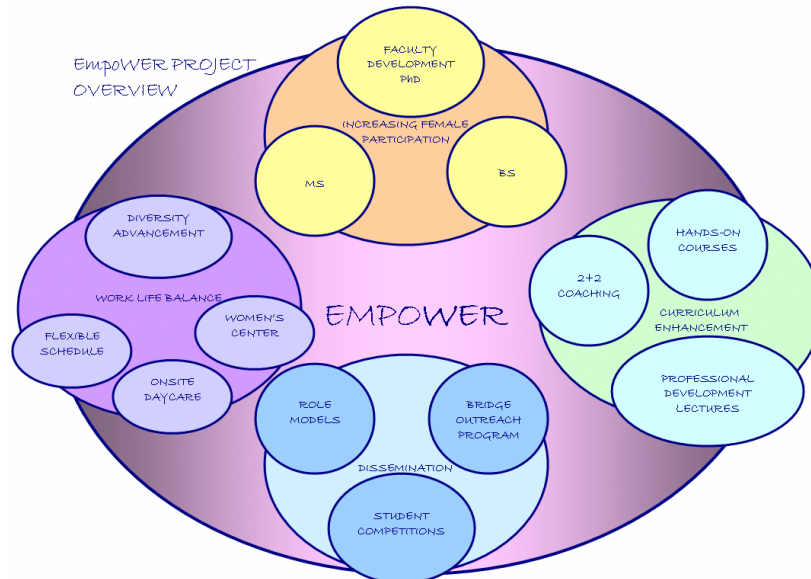 EmpoWER PROJECT
OVERVIEW
FACULTY
DEVELOPMENT
PhD
INCREASING FEMALE
PARTICIPATION
MS
BS
DIVERSITY
ADVANCEMENT
WORK LIFE BALANCE
FLEXIBLE
SCHEDULE
WOMEN'S
CENTER
ONSITE
DAYCARE
EMPOWER
HANDS-ON
COURSES
2+2
COACHING
CURRICULUM
ENHANCEMENT
PROFESSIONAL
DEVELOPMENT
LECTURES
ROLE
MODELS
BRIDGE
OUTREACH
PROGRAM
DISSEMINATION
STUDENT
COMPETITIONS